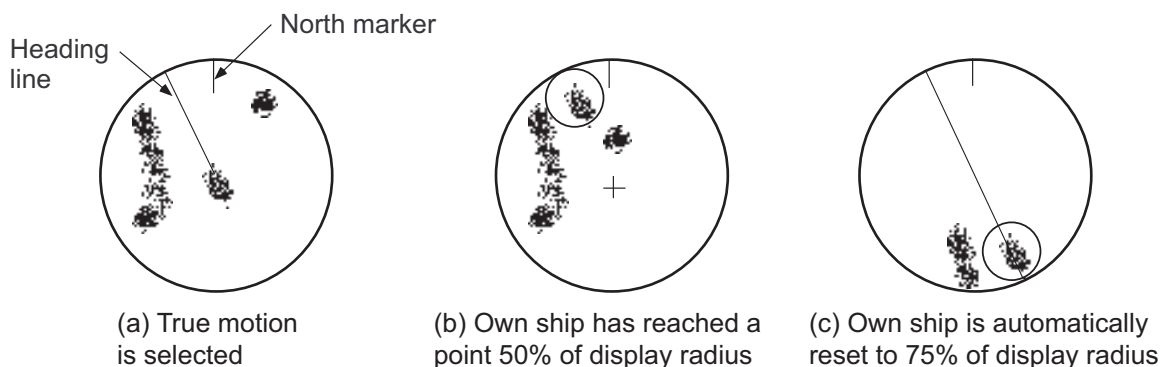 North marker
Heading
line
(a) True motion
is selected
(b) Own ship has reached a
point 50% of display radius
(c) Own ship is automatically
reset to 75% of display radius